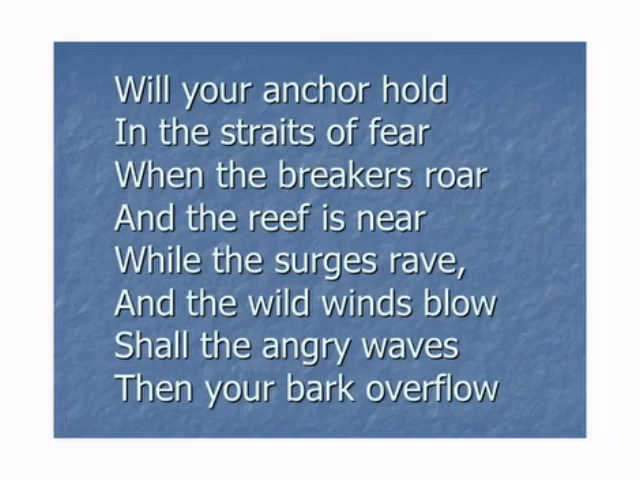 Will your anchor hold
In the straits of fear
When the breakers roar
And the reef is near
While the surges rave,
And the wild winds blow
Shall the angry waves
Then your bark overflow